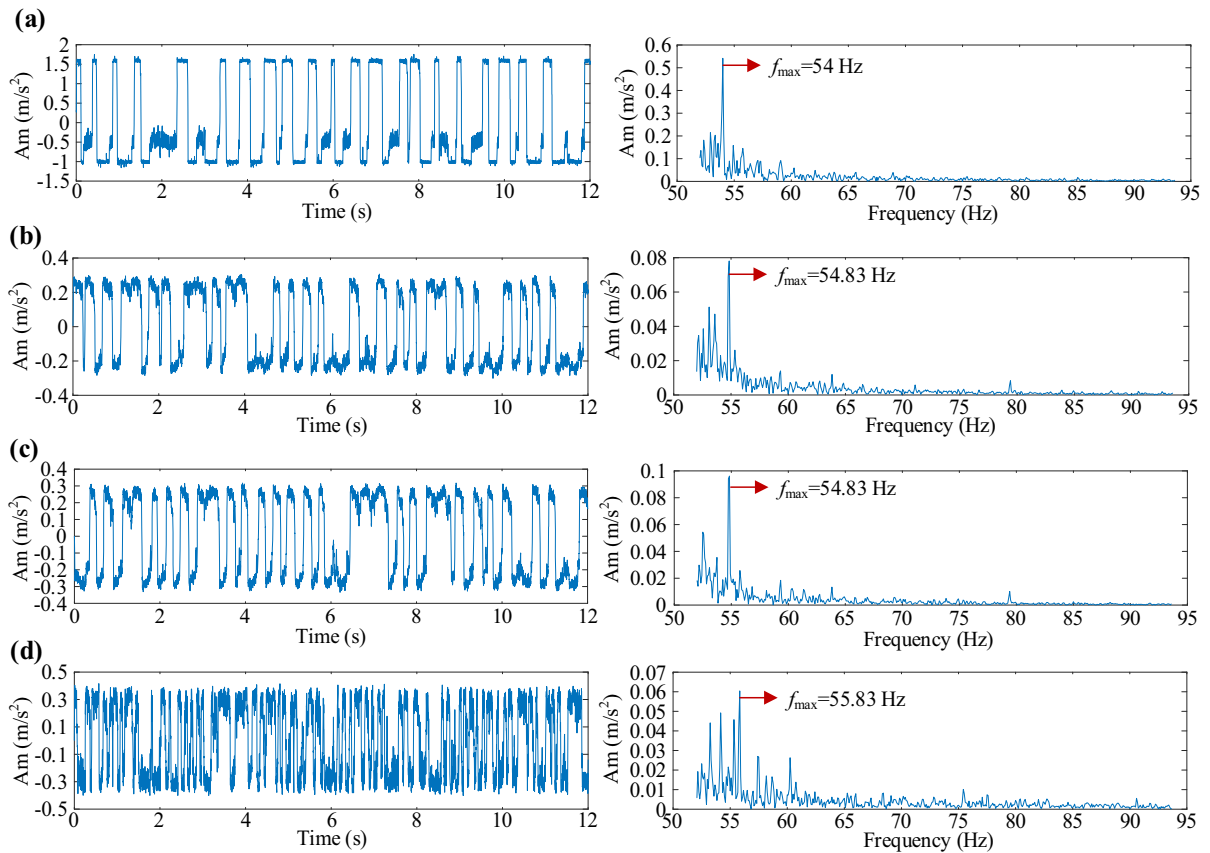 (a)
2
1.5
1
0.5
0
-0.5
-1
-1.5
Am (m/s²)
0 2 4 6 8 10 12
Time (s)
0.6
0.5
0.4
0.3
0.2
0.1
0
Am (m/s²)
fmax=54 Hz
50 55 60 65 70 75 80 85 90 95
Frequency (Hz)
(b)
0.4
0.2
0
-0.2
-0.4
Am (m/s²)
0 2 4 6 8 10 12
Time (s)
0.08
0.06
0.04
0.02
0
Am (m/s²)
fmax=54.83 Hz
50 55 60 65 70 75 80 85 90 95
Frequency (Hz)
(c)
0.4
0.3
0.1
0
-0.1
-0.3
-0.4
Am (m/s²)
0 2 4 6 8 10 12
Time (s)
0.1
0.08
0.06
0.04
0.02
0
Am (m/s²)
fmax=54.83 Hz
50 55 60 65 70 75 80 85 90 95
Frequency (Hz)
(d)
0.5
0.3
0.1
-0.1
-0.3
-0.5
Am (m/s²)
0 2 4 6 8 10 12
Time (s)
0.07
0.06
0.05
0.04
0.03
0.02
0.01
0
Am (m/s²)
fmax=55.83 Hz
50 55 60 65 70 75 80 85 90 95
Frequency (Hz)